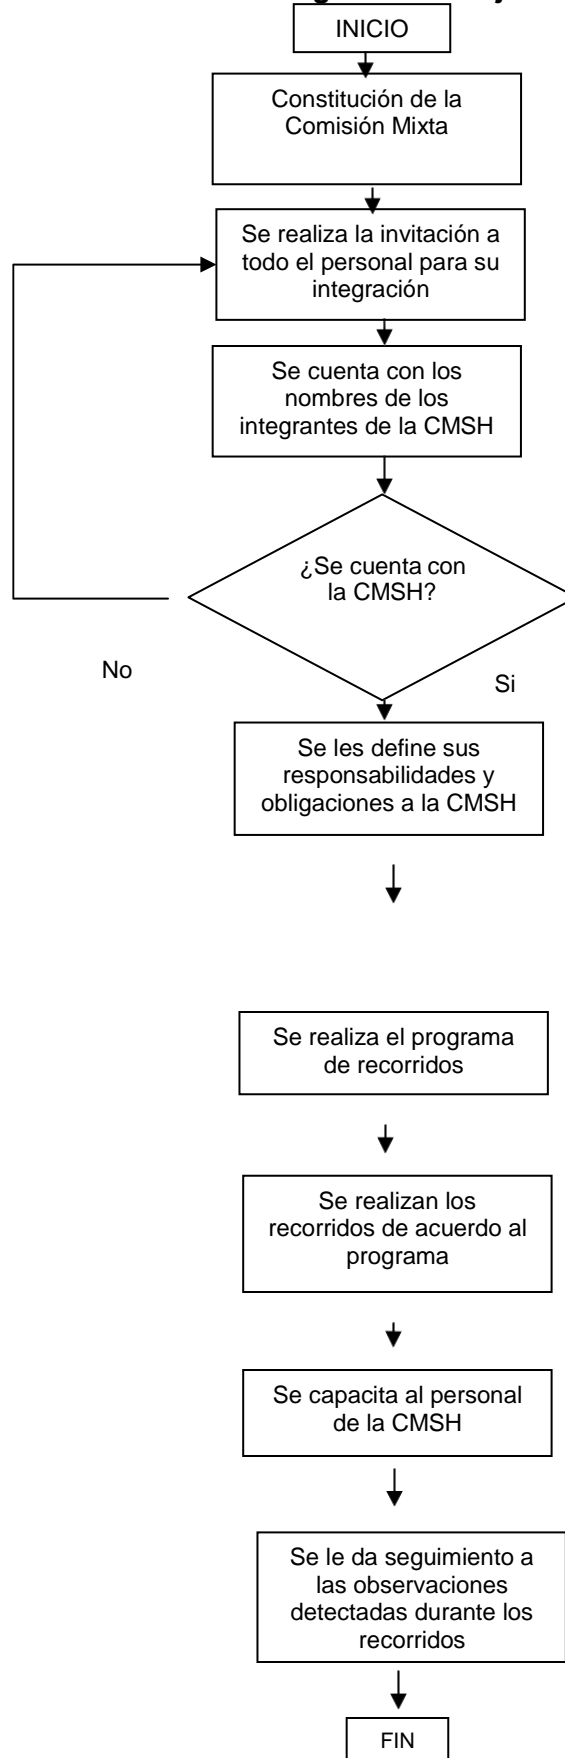 INICIO
Constitución de la
Comisión Mixta
Se realiza la invitación a
todo el personal para su
integración
Se cuenta con los
nombres de los
integrantes de la CMSH
¿Se cuenta con
la CMSH?
No
Si
Se les define sus
responsabilidades y
obligaciones a la CMSH
Se realiza el programa
de recorridos
Se realizan los
recorridos de acuerdo al
programa
Se capacita al personal
de la CMSH
Se le da seguimiento a
las observaciones
detectadas durante los
recorridos
FIN